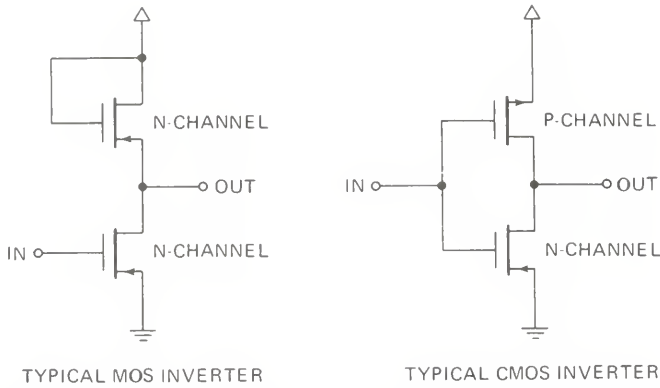 N-CHANNEL
OUT
IN
N-CHANNEL
TYPICAL MOS INVERTER
P-CHANNEL
IN
OUT
N-CHANNEL
TYPICAL CMOS INVERTER